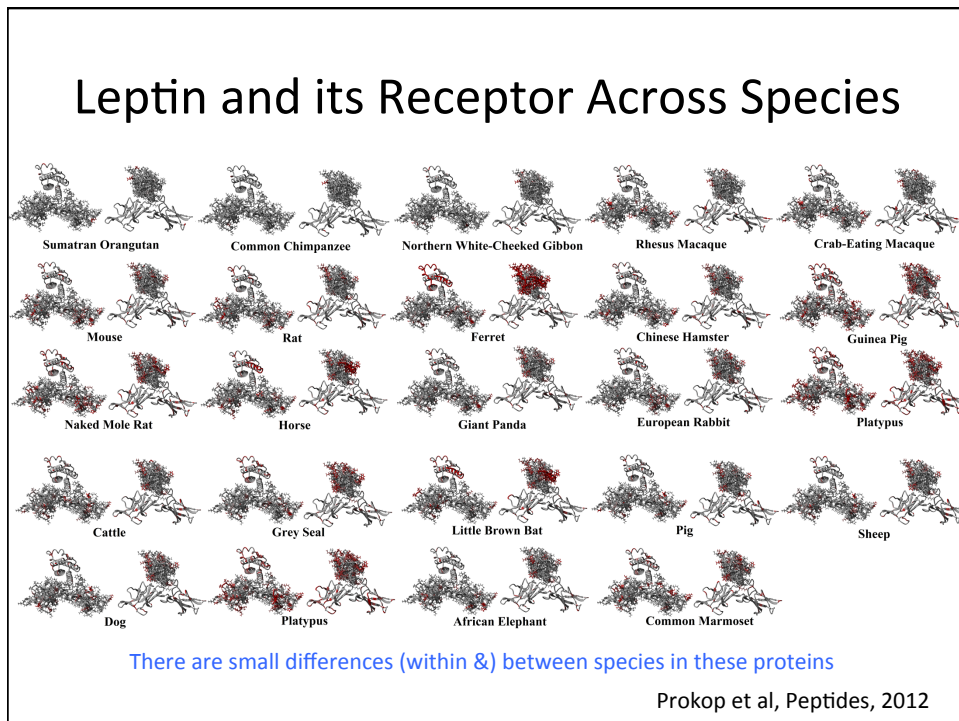 Leptin and its Receptor Across Species
Sumatran Orangutan
Common Chimpanzee
Northern White-Cheeked Gibbon
Rhesus Macaque
Crab-Eating Macaque
Mouse
Rat
Ferret
Chinese Hamster
Guinea Pig
Naked Mole Rat
Horse
Giant Panda
European Rabbit
Platypus
Cattle
Grey Seal
Little Brown Bat
Pig
Sheep
Dog
Platypus
African Elephant
Common Marmoset
There are small differences (within &) between species in these proteins
Prokop et al, Peptides, 2012